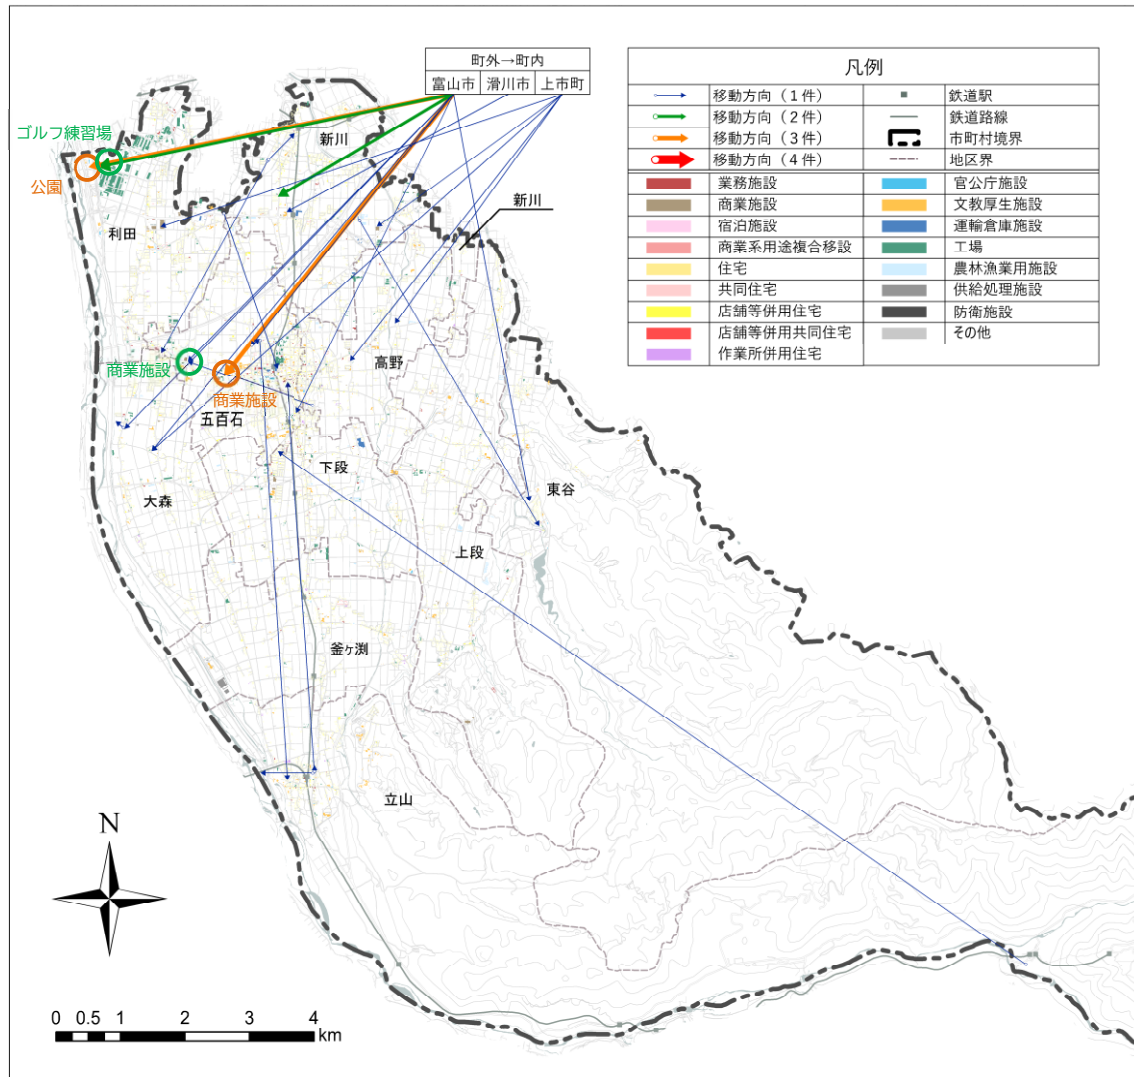 町外→町内
富山市 滑川市 上市町
凡例
移動方向（１件） 鉄道駅
移動方向（２件） 鉄道路線
移動方向（３件） 市町村境界
移動方向（４件） 地区界
業務施設 官公庁施設
商業施設 文教厚生施設
宿泊施設 運輸倉庫施設
商業系用途複合移設 工場
住宅 農林漁業用施設
共同住宅 供給処理施設
店舗等併用住宅 防衛施設
店舗等併用共同住宅 その他
作業所併用住宅
ゴルフ練習場
新川
公園
新川
利田
高野
商業施設
商業施設
五百石
下段
東谷
大森
上段
釜ヶ渕
立山
N
0 0.5 1 2 3 4
km